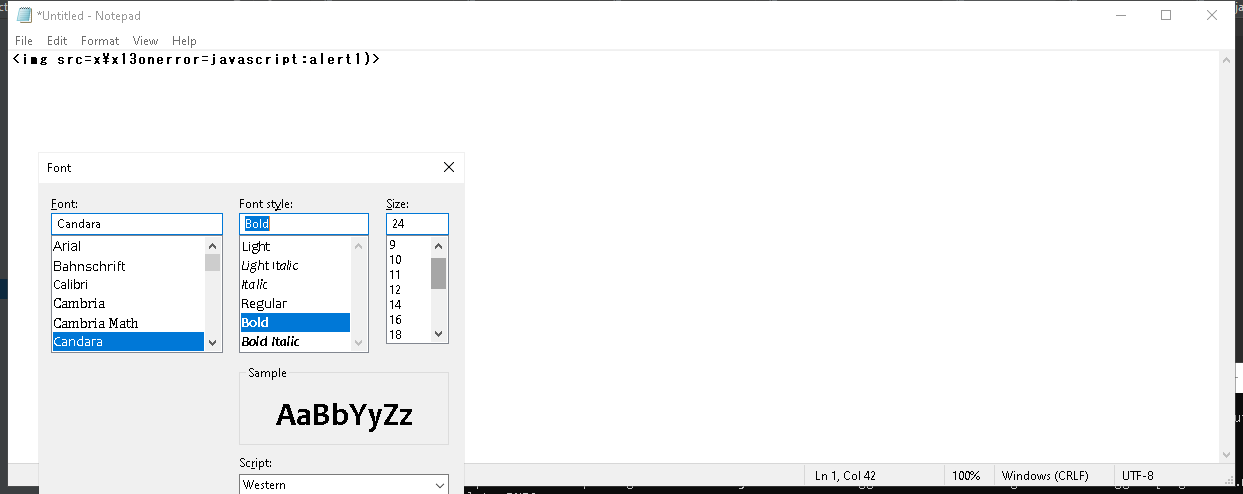 *Untitled - Notepad
File Edit Format View Help
<img src=x¥x13onerror=javascript:alert1)>
Font
Font: Font style: Size:
Candara Bold 24
Arial Light 9
Bahnschrift Light Italic 10
Calibri Italic 11
Cambria Regular 12
Cambria Math Bold 14
Candara Bold Italic 16
18
Sample
AaBbYyZz
Script:
Western
Ln 1, Col 42 100% Windows (CRLF) UTF-8